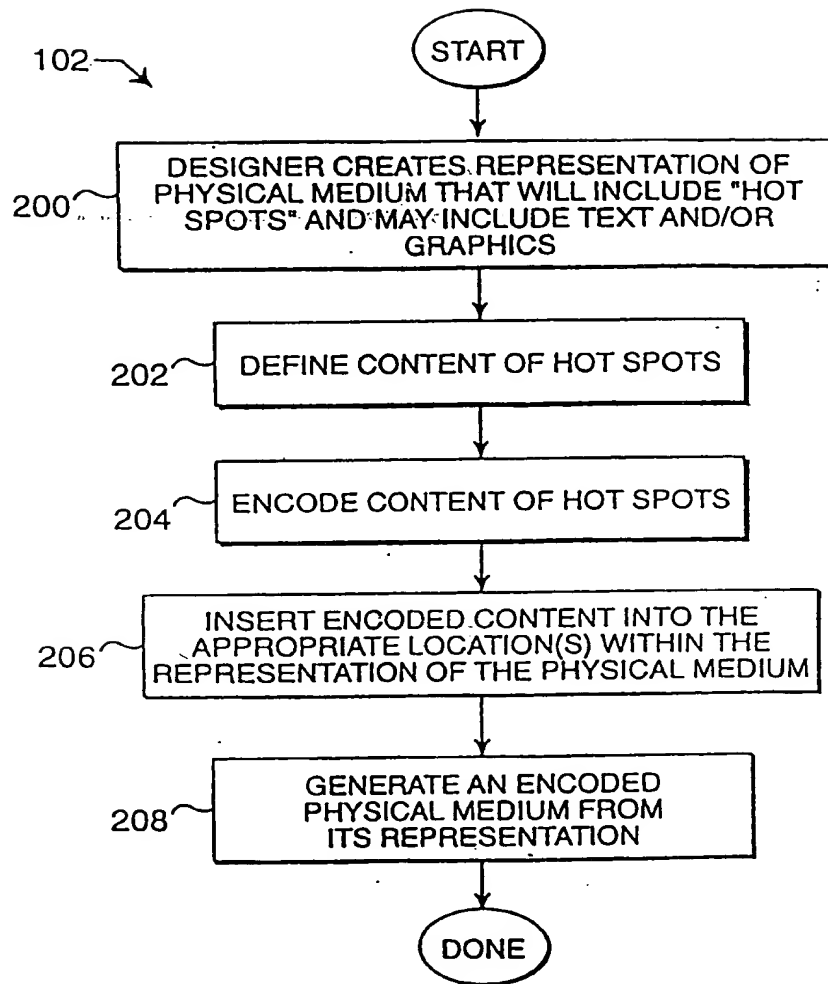 START
102
DESIGNER CREATES REPRESENTATION OF
PHYSICAL MEDIUM THAT WILL INCLUDE "HOT
SPOTS" AND MAY INCLUDE TEXT AND/OR
GRAPHICS
200
DEFINE CONTENT OF HOT SPOTS
202
ENCODE CONTENT OF HOT SPOTS
204
INSERT ENCODED CONTENT INTO THE
APPROPRIATE LOCATION(S) WITHIN THE
REPRESENTATION OF THE PHYSICAL MEDIUM
206
GENERATE AN ENCODED
PHYSICAL MEDIUM FROM
ITS REPRESENTATION
208
DONE